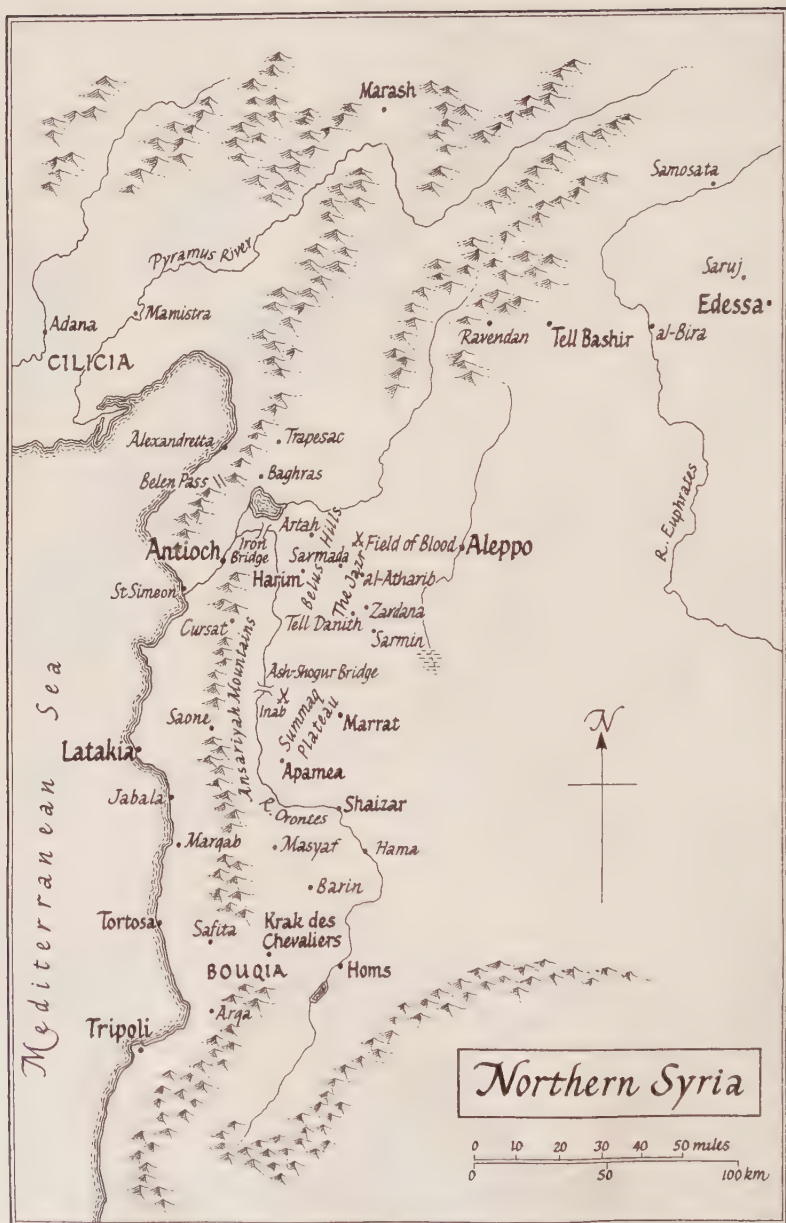 Marash
Samosata
Pyramus River
Saruj
Edessa
Adana
Mamistra
Ravendan
Tell Bashir
al-Bira
CILICIA
Alexandretta
Trapesac
Belen Pass
Baghras
R. Euphrates
Artah
Belus Hills
Field of Blood
Aleppo
Antioch
Iron
Bridge
Sarmada
The Jazr
Harim
al-Atharib
St Simeon
Zardana
Cursat
Tell Danith
Sarmin
Ansariyah Mountains
Ash-Shogur Bridge
Inab
Summaq
Plateau
Saone
Marrat
N
Mediterranean Sea
Latakia
Apamea
Jabala
R. Orontes
Shaizar
Marqab
Masyaf
Hama
Barin
Tortosa
Safita
Krak des
Chevaliers
BOUQIA
Homs
Arqa
Tripoli
Northern Syria
0 10 20 30 40 50 miles
0 50 100 km